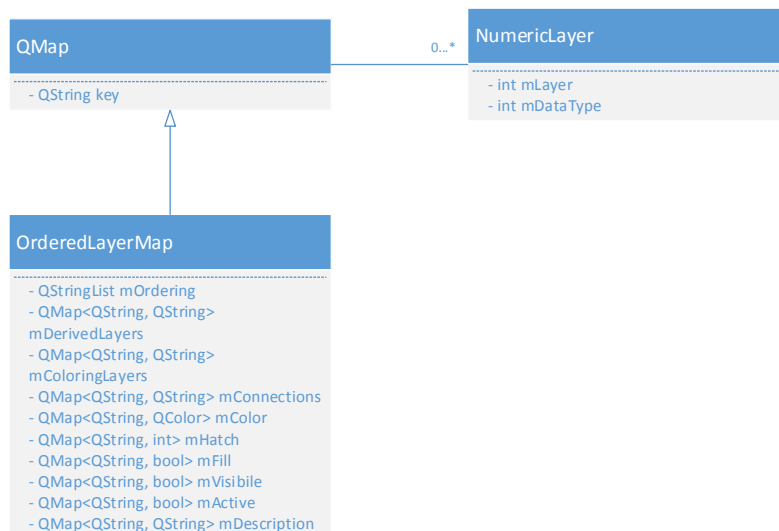 QMap
0...*
NumericLayer
- QString key
- int mLayer
- int mDataType
OrderedLayerMap
- QStringList mOrdering
- QMap<QString, QString>
mDerivedLayers
- QMap<QString, QString>
mColoringLayers
- QMap<QString, QString> mConnections
- QMap<QString, QColor> mColor
- QMap<QString, int> mHatch
- QMap<QString, bool> mFill
- QMap<QString, bool> mVisibile
- QMap<QString, bool> mActive
- QMap<QString, QString> mDescription